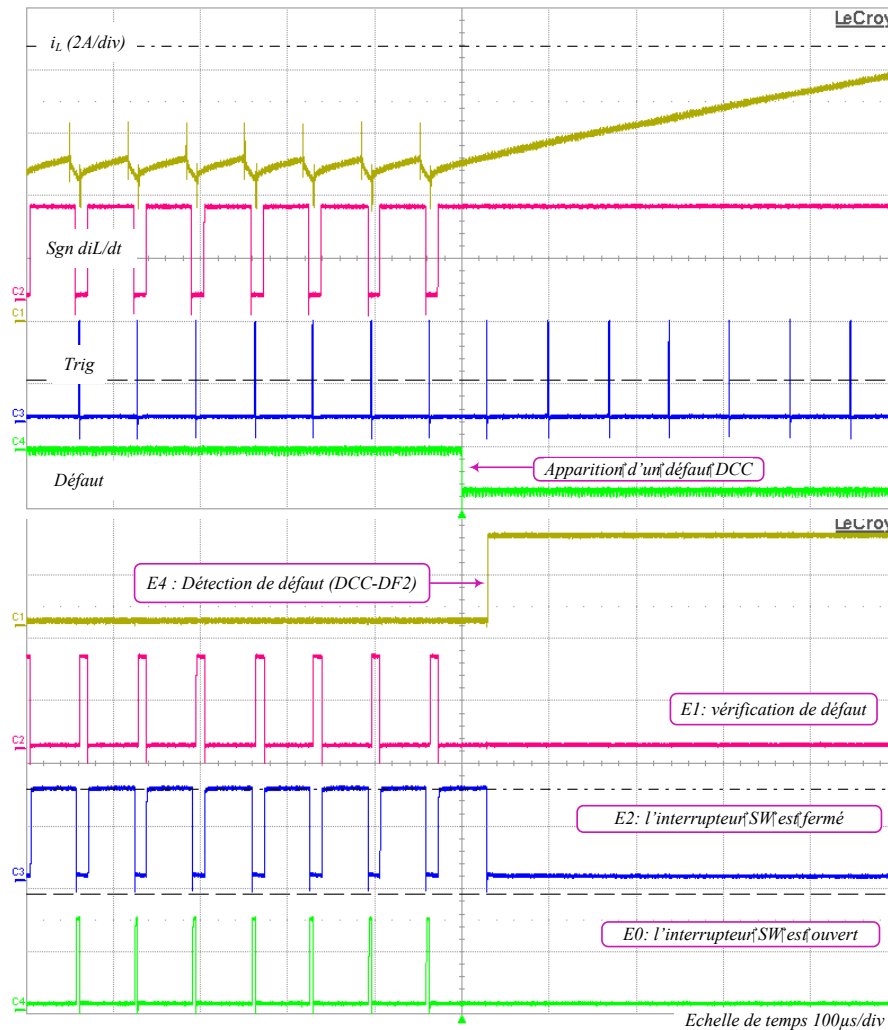 LeCroy
i_L (2A/div)
Sgn diL/dt
C2
C1
Trig
C3
C4
Apparition d'un défaut DCC
Défaut
LeCroy
E4 : Détection de défaut (DCC-DF2)
C1
E1: vérification de défaut
C2
E2: l'interrupteur SW est fermé
C3
E0: l'interrupteur SW est ouvert
C4
Echelle de temps 100μs/div